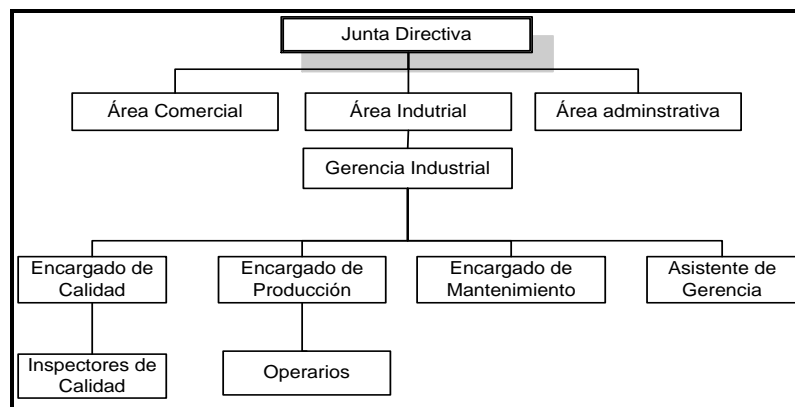 Junta Directiva
Área Comercial
Área Indutrial
Área adminstrativa
Gerencia Industrial
Encargado de
Calidad
Encargado de
Producción
Encargado de
Mantenimiento
Asistente de
Gerencia
Inspectores de
Calidad
Operarios